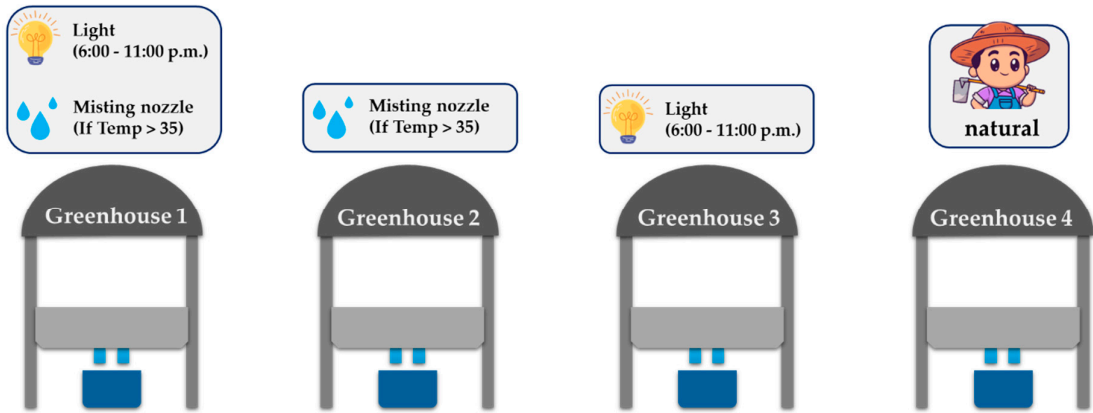 Light
(6:00 - 11:00 p.m.)
Misting nozzle
(If Temp > 35)
Misting nozzle
(If Temp > 35)
Light
(6:00 - 11:00 p.m.)
natural
Greenhouse 1
Greenhouse 2
Greenhouse 3
Greenhouse 4